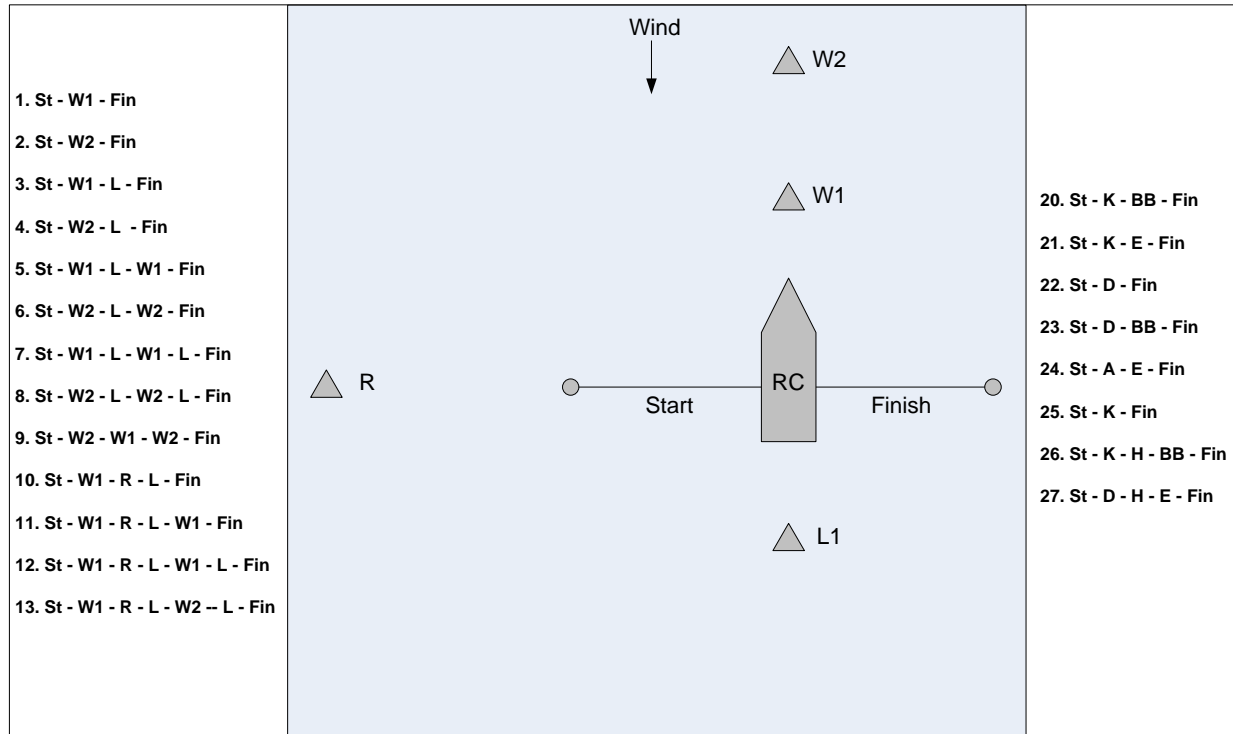 1. St - W1 - Fin
2. St - W2 - Fin
3. St - W1 - L - Fin
4. St - W2 - L - Fin
5. St - W1 - L - W1 - Fin
6. St - W2 - L - W2 - Fin
7. St - W1 - L - W1 - L - Fin
8. St - W2 - L - W2 - L - Fin
9. St - W2 - W1 - W2 - Fin
10. St - W1 - R - L - Fin
11. St - W1 - R - L - W1 - Fin
12. St - W1 - R - L - W1 - L - Fin
13. St - W1 - R - L - W2 -- L - Fin
Wind
W2
W1
R
Start
RC
Finish
L1
20. St - K - BB - Fin
21. St - K - E - Fin
22. St - D - Fin
23. St - D - BB - Fin
24. St - A - E - Fin
25. St - K - Fin
26. St - K - H - BB - Fin
27. St - D - H - E - Fin